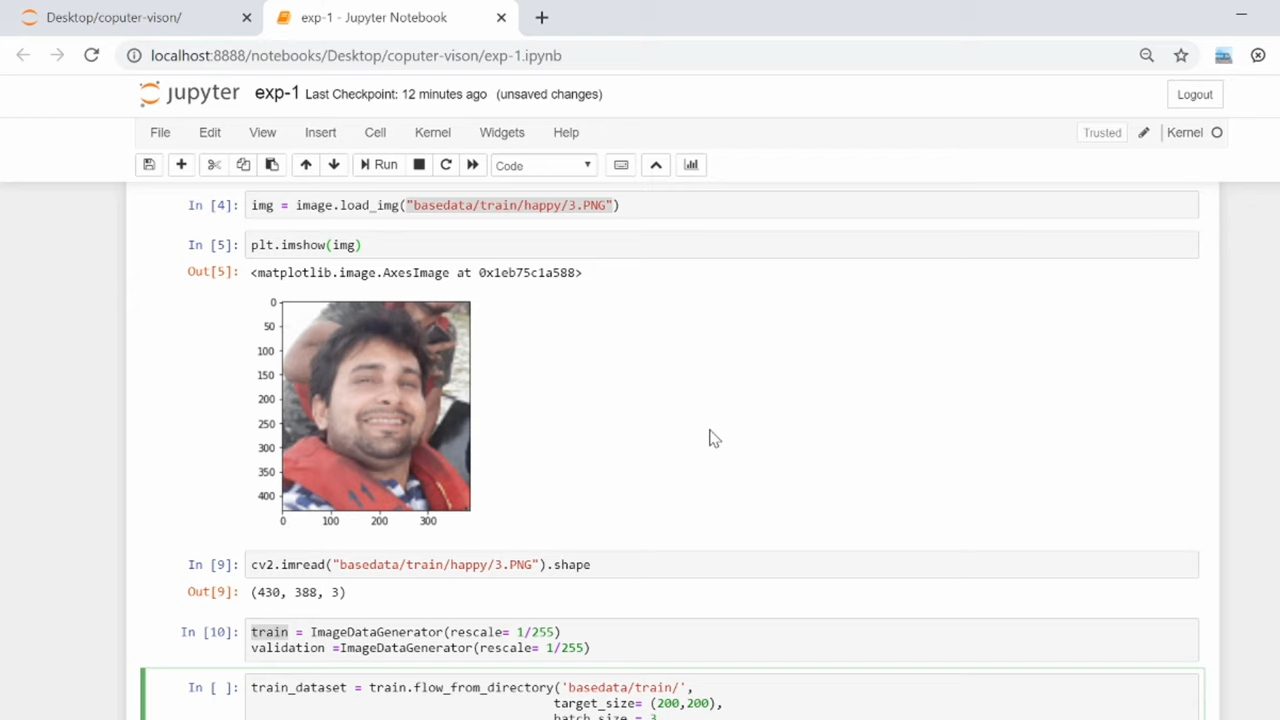 Desktop/coputer-vison/
exp-1 - Jupyter Notebook
localhost:8888/notebooks/Desktop/coputer-vison/exp-1.ipynb
jupyter exp-1 Last Checkpoint: 12 minutes ago (unsaved changes)
Logout
File Edit View Insert Cell Kernel Widgets Help
Trusted Kernel
Run Code
In [4]: img = image.load_img("basedata/train/happy/3.PNG")
In [5]: plt.imshow(img)
Out[5]: <matplotlib.image.AxesImage at 0x1eb75c1a588>
0
50
100
150
200
250
300
350
400
0 100 200 300
In [9]: cv2.imread("basedata/train/happy/3.PNG").shape
Out[9]: (430, 388, 3)
In [10]: train = ImageDataGenerator(rescale= 1/255)
validation =ImageDataGenerator(rescale= 1/255)
In [ ]: train_dataset = train.flow_from_directory('basedata/train/',
target_size= (200,200),
batch_size = 3